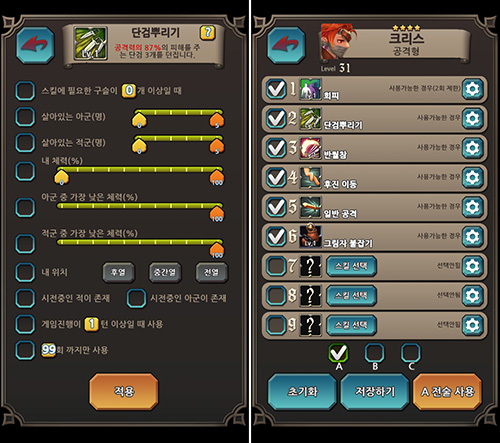 단검뿌리기
?
Lv.1
공격력의 87%의 피해를 주
는 단검 3개를 던집니다.
스킬에 필요한 구슬이 0 개 이상일 때
살아있는 아군(명)
0
살아있는 적군(명)
0
내 체력(%)
0
100
아군 중 가장 낮은 체력(%)
100
적군 중 가장 낮은 체력(%)
100
내 위치
후열
중간열
전열
시전중인 적이 존재
시전중인 아군이 존재
게임진행이 1 턴 이상일 때 사용
99회 까지만 사용
적용
크리스
공격형
Level 31
1 회피 사용가능한 경우(2회 제한)
2 단검뿌리기 사용가능한 경우
3 반월참 사용가능한 경우
4 후진 이동 사용가능한 경우
5 일반 공격 사용가능한 경우
6 Lv.1 그림자 붙잡기 사용가능한 경우
7 ? 스킬 선택 선택안됨
8 ? 스킬 선택 선택안됨
9 ? 스킬 선택 선택안됨
A
B
C
초기화
저장하기
A 전술 사용